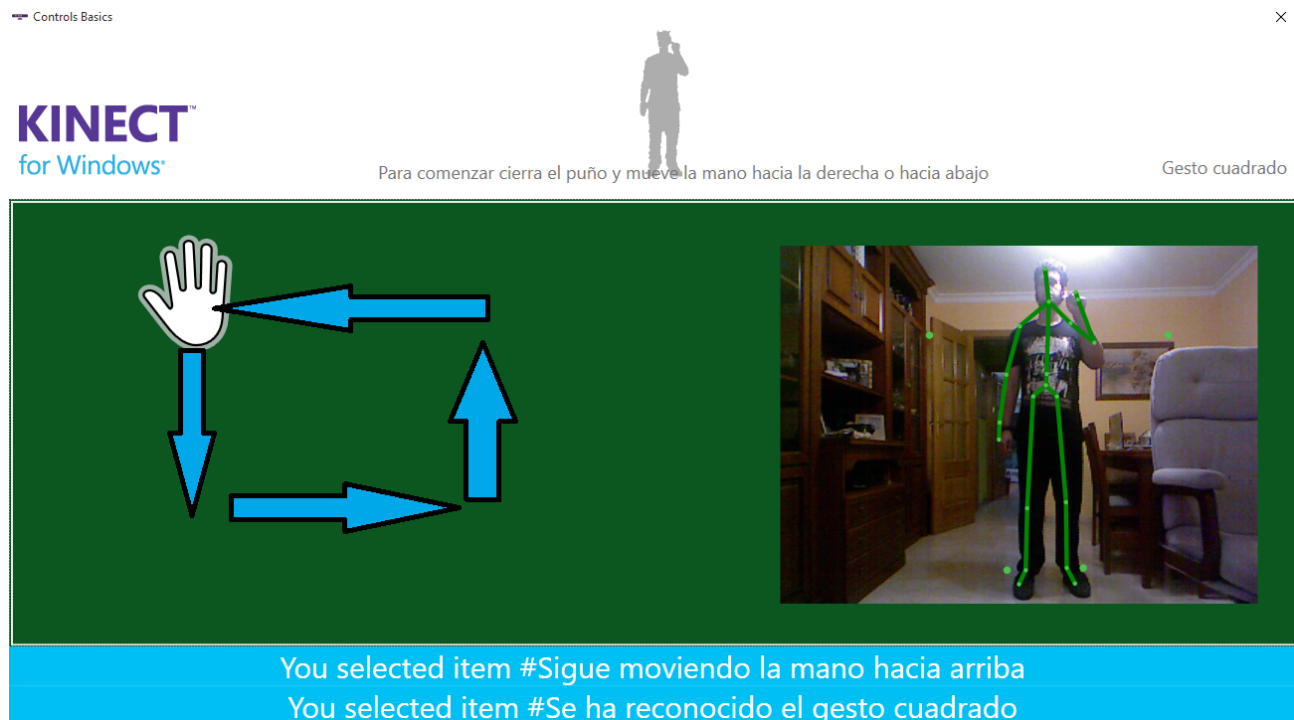 Controls Basics
KINECT™
for Windows®
Para comenzar cierra el puño y mueve la mano hacia la derecha o hacia abajo
Gesto cuadrado
You selected item #Sigue moviendo la mano hacia arriba
You selected item #Se ha reconocido el gesto cuadrado